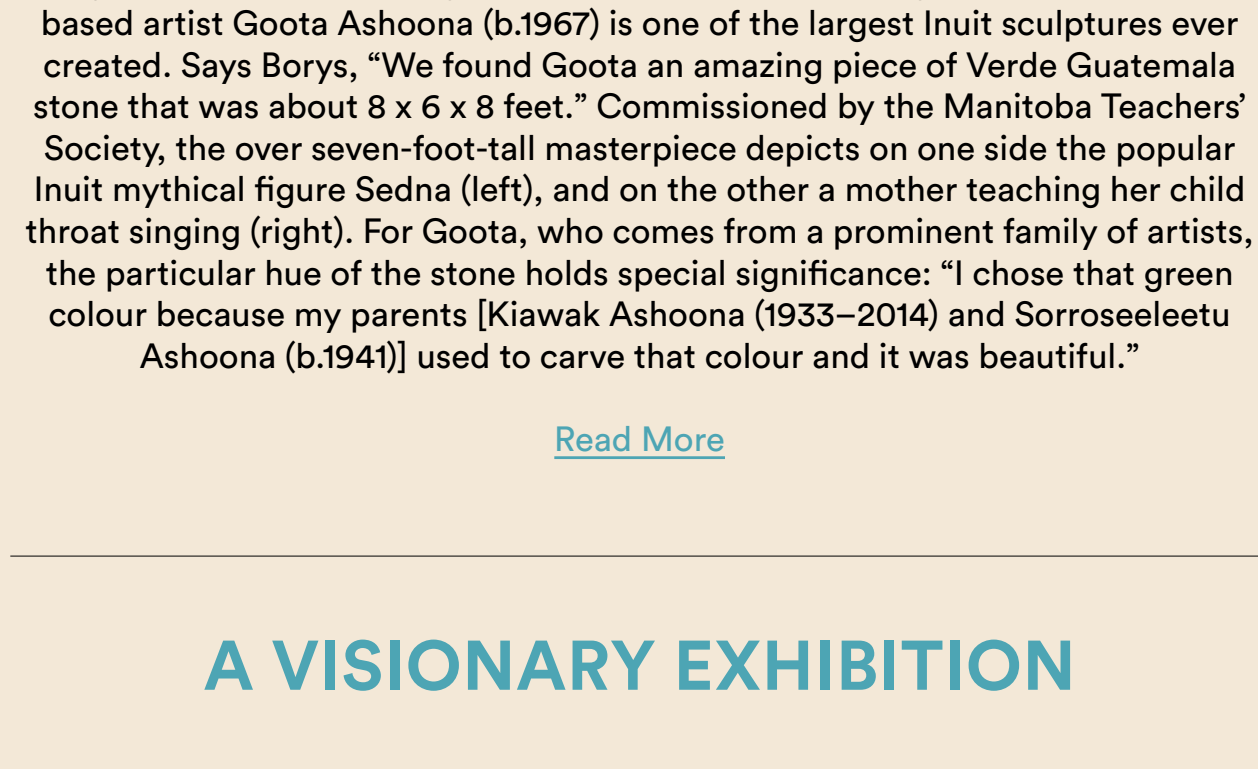 based artist Goota Ashoona (b.1967) is one of the largest Inuit sculptures ever
created. Says Borys, “We found Goota an amazing piece of Verde Guatemala
stone that was about 8 x 6 x 8 feet.” Commissioned by the Manitoba Teachers’
Society, the over seven-foot-tall masterpiece depicts on one side the popular
Inuit mythical figure Sedna (left), and on the other a mother teaching her child
throat singing (right). For Goota, who comes from a prominent family of artists,
the particular hue of the stone holds special significance: “I chose that green
colour because my parents [Kiawak Ashoona (1933–2014) and Sorroseeleetu
Ashoona (b.1941)] used to carve that colour and it was beautiful.”
Read More
A VISIONARY EXHIBITION